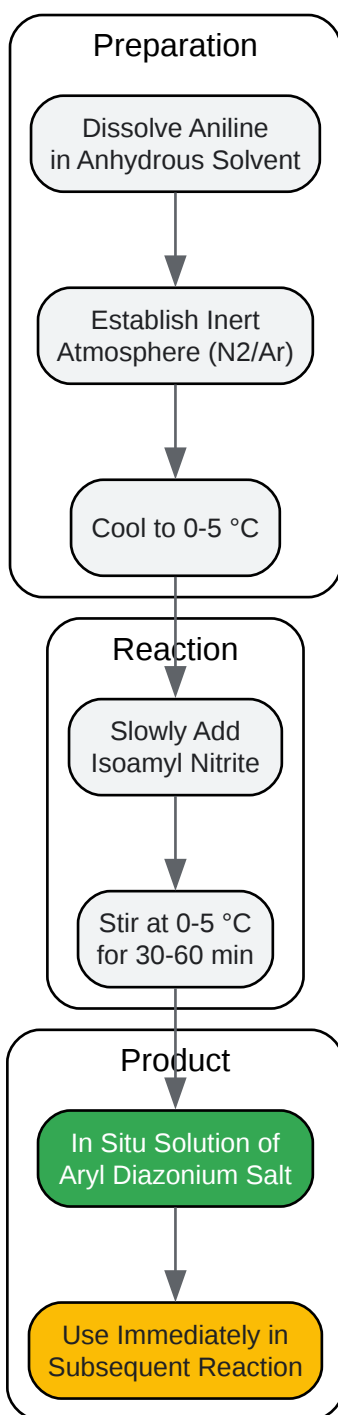 Preparation
Dissolve Aniline
in Anhydrous Solvent
Establish Inert
Atmosphere (N2/Ar)
Cool to 0-5 °C
Reaction
Slowly Add
Isoamyl Nitrite
Stir at 0-5 °C
for 30-60 min
Product
In Situ Solution of
Aryl Diazonium Salt
Use Immediately in
Subsequent Reaction